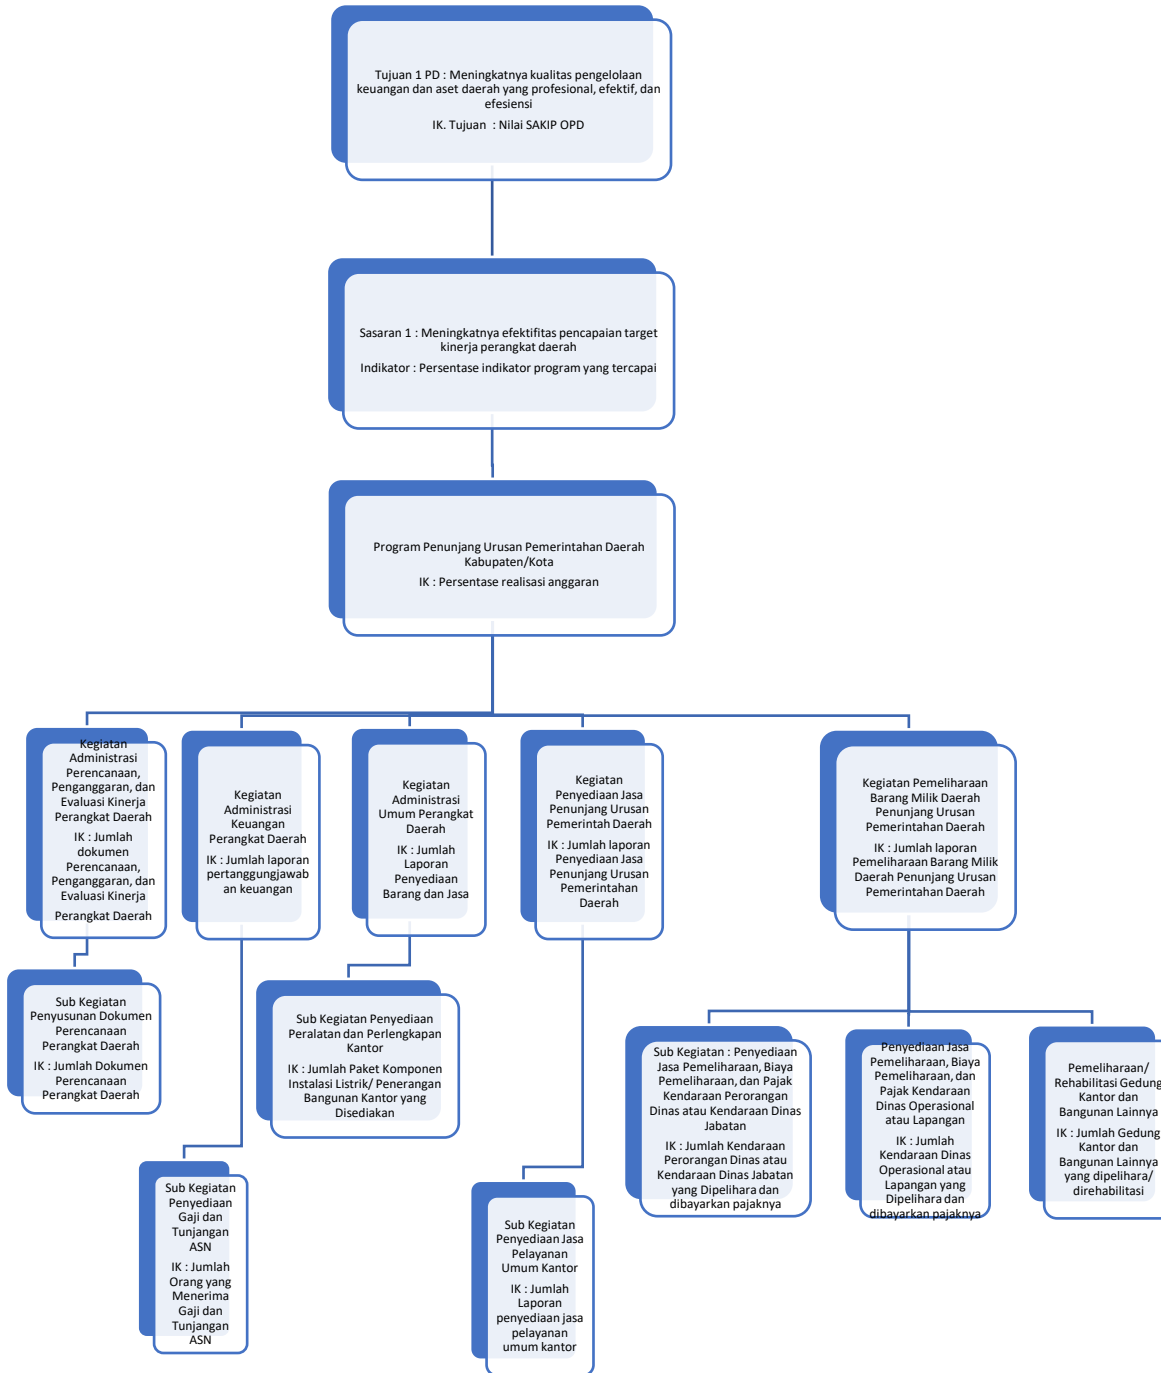 Tujuan 1 PD : Meningkatnya kualitas pengelolaan
keuangan dan aset daerah yang profesional, efektif, dan
efesiensi
IK. Tujuan : Nilai SAKIP OPD
Sasaran 1 : Meningkatnya efektifitas pencapaian target
kinerja perangkat daerah
Indikator : Persentase indikator program yang tercapai
Program Penunjang Urusan Pemerintahan Daerah
Kabupaten/Kota
IK : Persentase realisasi anggaran
Kegiatan
Administrasi
Perencanaan,
Penganggaran, dan
Evaluasi Kinerja
Perangkat Daerah
IK : Jumlah
dokumen
Perencanaan,
Penganggaran, dan
Evaluasi Kinerja
Perangkat Daerah
Kegiatan
Administrasi
Keuangan
Perangkat Daerah
IK : Jumlah laporan
pertanggungjawab
an keuangan
Kegiatan
Administrasi
Umum Perangkat
Daerah
IK : Jumlah
Laporan
Penyediaan
Barang dan Jasa
Kegiatan
Penyediaan Jasa
Penunjang Urusan
Pemerintah Daerah
IK : Jumlah laporan
Penyediaan Jasa
Penunjang Urusan
Pemerintahan
Daerah
Kegiatan Pemeliharaan
Barang Milik Daerah
Penunjang Urusan
Pemerintahan Daerah
IK : Jumlah laporan
Pemeliharaan Barang Milik
Daerah Penunjang Urusan
Pemerintahan Daerah
Sub Kegiatan
Penyusunan Dokumen
Perencanaan
Perangkat Daerah
IK : Jumlah Dokumen
Perencanaan
Perangkat Daerah
Sub Kegiatan Penyediaan
Peralatan dan Perlengkapan
Kantor
IK : Jumlah Paket Komponen
Instalasi Listrik/ Penerangan
Bangunan Kantor yang
Disediakan
Sub Kegiatan : Penyediaan
Jasa Pemeliharaan, Biaya
Pemeliharaan, dan Pajak
Kendaraan Perorangan
Dinas atau Kendaraan Dinas
Jabatan
IK : Jumlah Kendaraan
Perorangan Dinas atau
Kendaraan Dinas Jabatan
yang Dipelihara dan
dibayarkan pajaknya
Penyediaan Jasa
Pemeliharaan, Biaya
Pemeliharaan, dan
Pajak Kendaraan
Dinas Operasional
atau Lapangan
IK : Jumlah
Kendaraan Dinas
Operasional atau
Lapangan yang
Dipelihara dan
dibayarkan pajaknya
Pemeliharaan/
Rehabilitasi Gedung
Kantor dan
Bangunan Lainnya
IK : Jumlah Gedung
Kantor dan
Bangunan Lainnya
yang dipelihara/
direhabilitasi
Sub Kegiatan
Penyediaan
Gaji dan
Tunjangan
ASN
IK : Jumlah
Orang yang
Menerima
Gaji dan
Tunjangan
ASN
Sub Kegiatan
Penyediaan Jasa
Pelayanan
Umum Kantor
IK : Jumlah
Laporan
penyediaan jasa
pelayanan
umum kantor